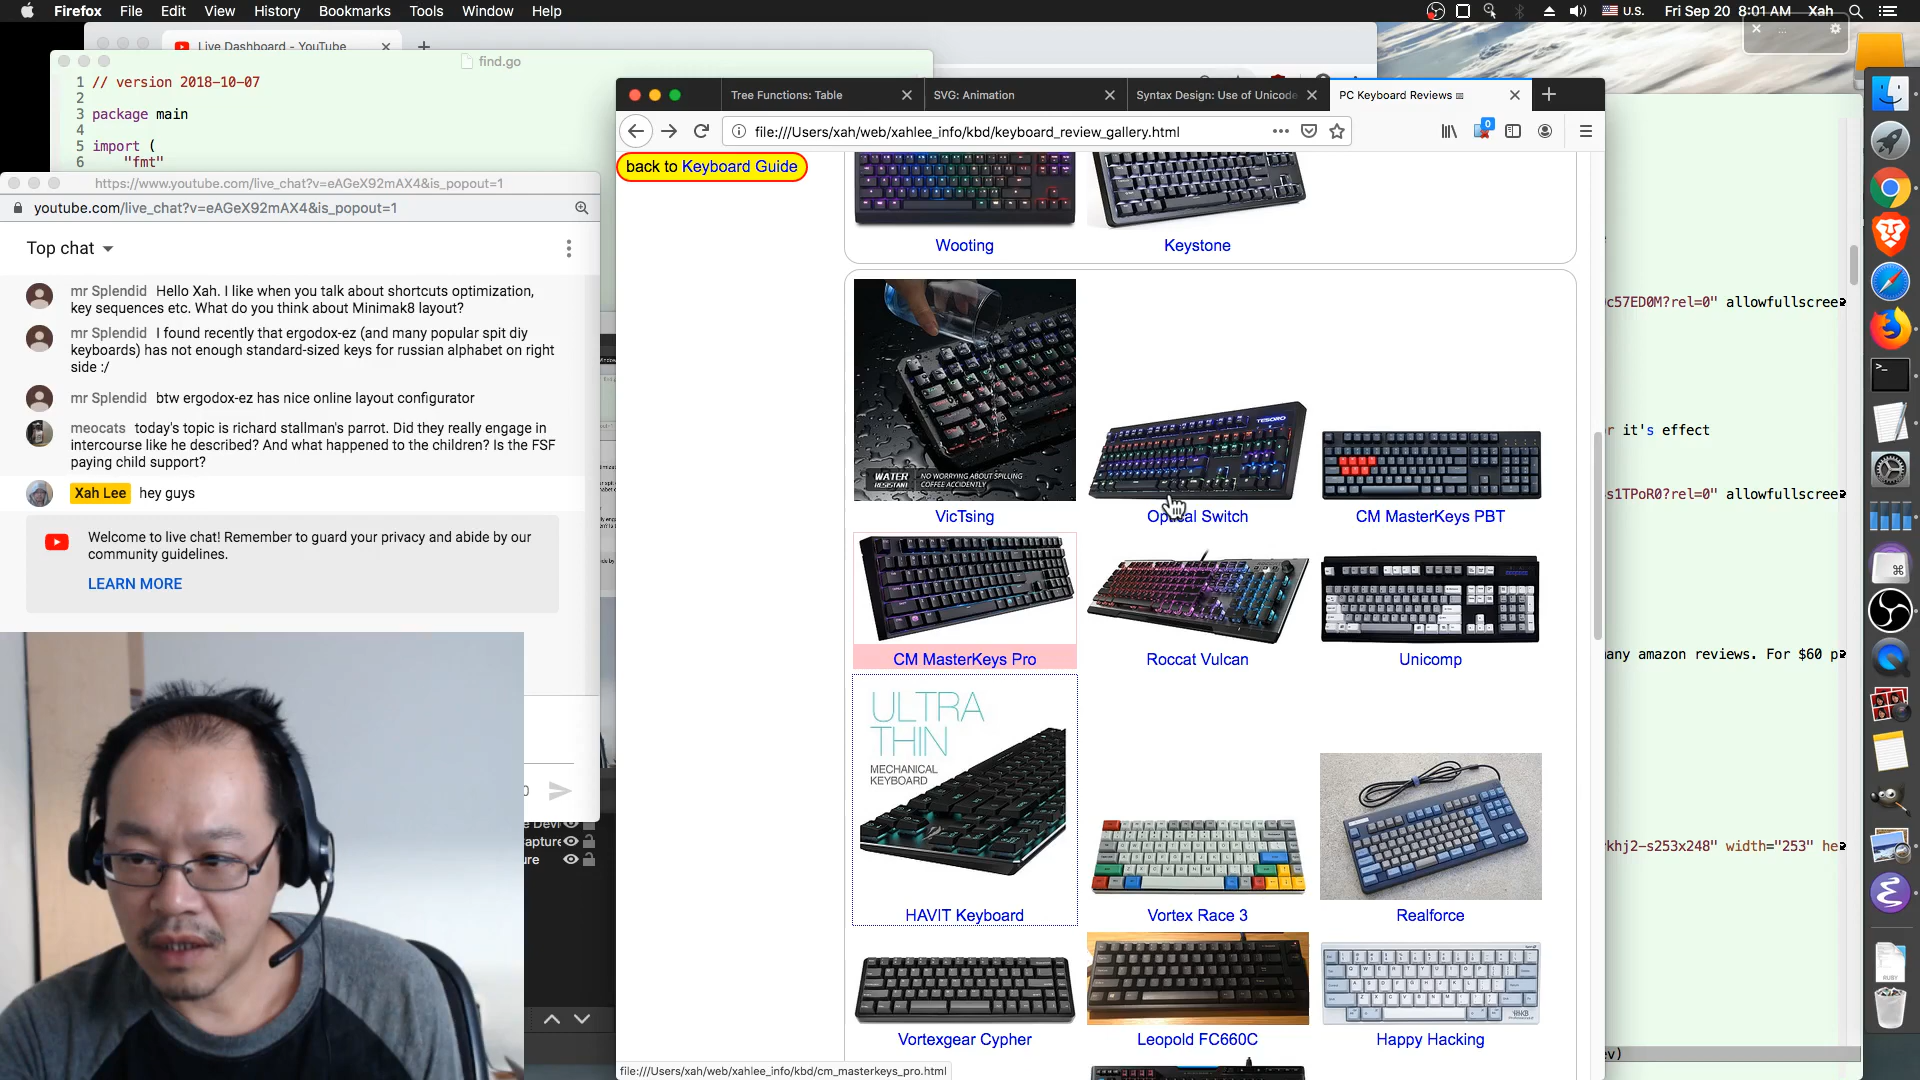 Firefox File Edit View History Bookmarks Tools Window Help
U.S. Fri Sep 20 8:01 AM Xah
Live Dashboard - YouTube
find.go
1 // version 2018-10-07
2
3 package main
4
5 import (
6 "fmt"
https://www.youtube.com/live_chat?v=eAGeX92mAX4&is_popout=1
youtube.com/live_chat?v=eAGeX92mAX4&is_popout=1
Top chat
mr Splendid Hello Xah. I like when you talk about shortcuts optimization,
key sequences etc. What do you think about Minimak8 layout?
mr Splendid I found recently that ergodox-ez (and many popular spit diy
keyboards) has not enough standard-sized keys for russian alphabet on right
side :/
mr Splendid btw ergodox-ez has nice online layout configurator
meocats today's topic is richard stallman's parrot. Did they really engage in
intercourse like he described? And what happened to the children? Is the FSF
paying child support?
Xah Lee hey guys
Welcome to live chat! Remember to guard your privacy and abide by our
community guidelines.
LEARN MORE
Tree Functions: Table
SVG: Animation
Syntax Design: Use of Unicode
PC Keyboard Reviews
file:///Users/xah/web/xahlee_info/kbd/keyboard_review_gallery.html
0
back to Keyboard Guide
Wooting
Keystone
WATER
RESISTANT
NO WORRYING ABOUT SPILLING
COFFEE ACCIDENTLY
TESORO
VicTsing
Optical Switch
CM MasterKeys PBT
CM MasterKeys Pro
Roccat Vulcan
Unicomp
ULTRA
THIN
MECHANICAL
KEYBOARD
HAVIT Keyboard
Vortex Race 3
Realforce
Vortexgear Cypher
Leopold FC660C
Happy Hacking
file:///Users/xah/web/xahlee_info/kbd/cm_masterkeys_pro.html
c57ED0M?rel=0" allowfullscree
r it's effect
s1TPoR0?rel=0" allowfullscree
any amazon reviews. For $60 p
khj2-s253x248" width="253" he
ev)
apture
ure
RUBY